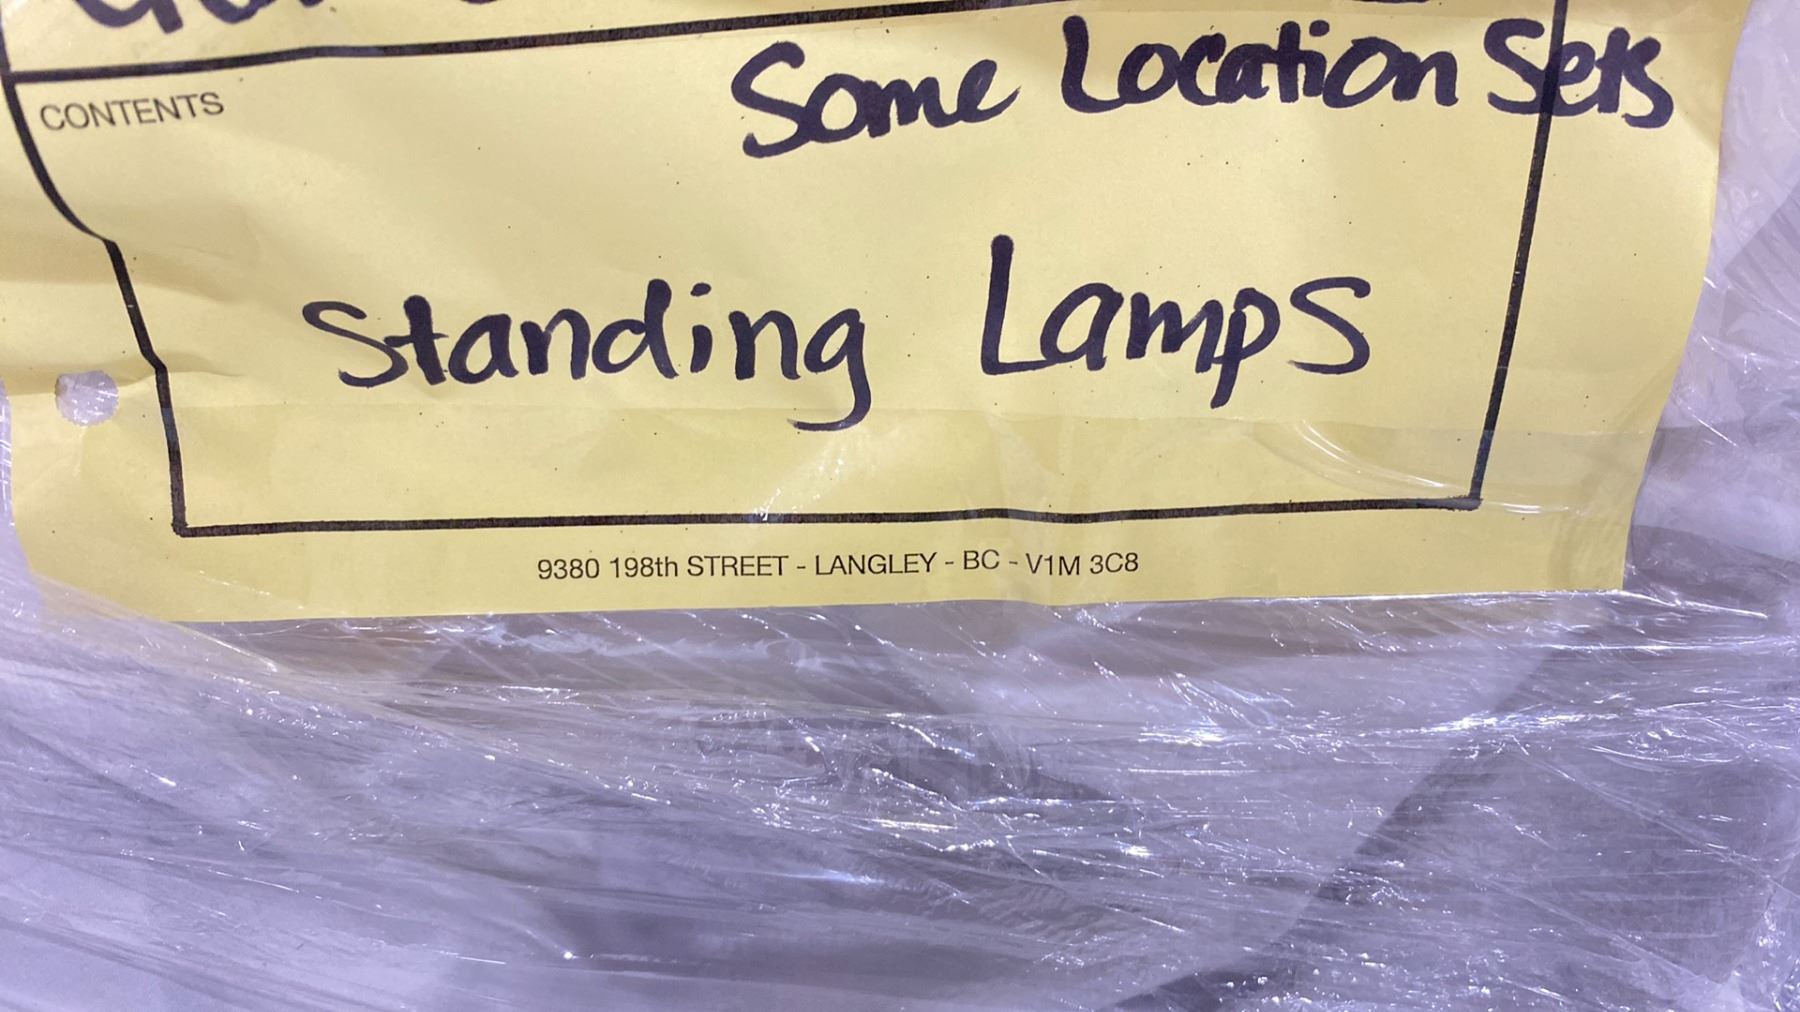 Some Location Sets
CONTENTS
Standing Lamps
9380 198th STREET - LANGLEY - BC - V1M 3C8